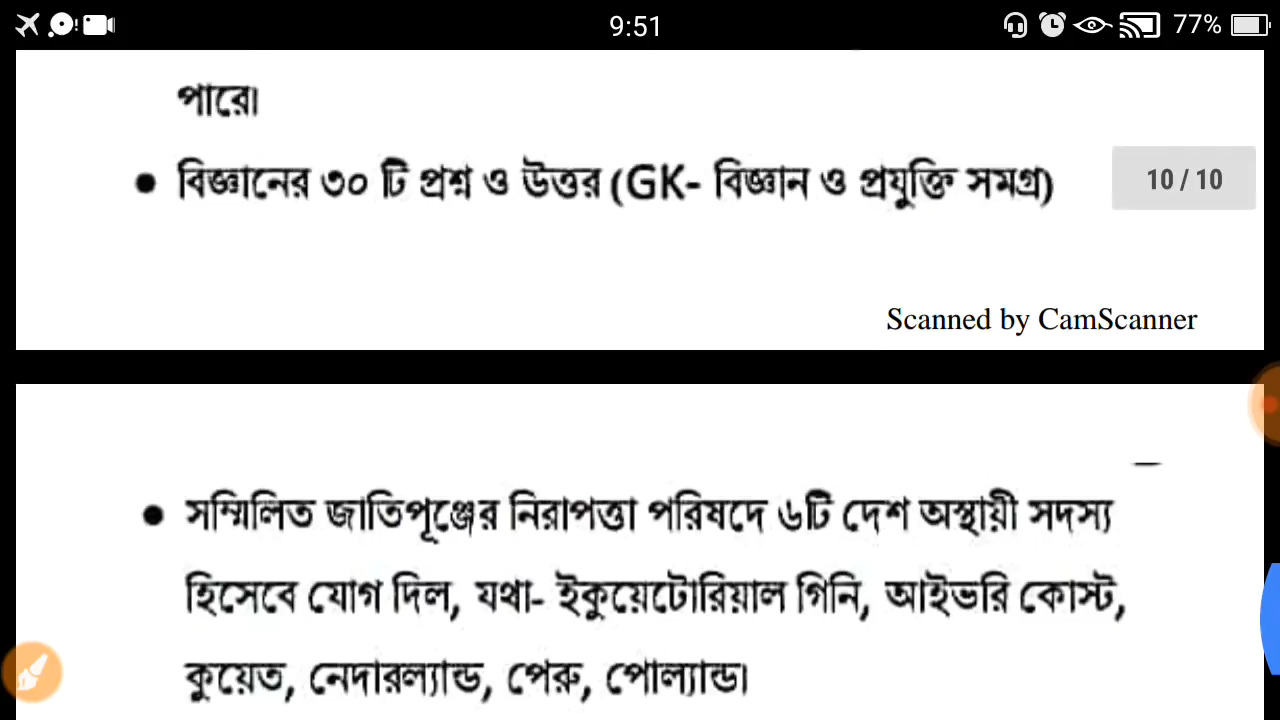 9:51
77%
পারে।
• বিজ্ঞানের ৩০ টি প্রশ্ন ও উত্তর (GK- বিজ্ঞান ও প্রযুক্তি সমগ্র)
10 / 10
Scanned by CamScanner
• সম্মিলিত জাতিপূঞ্জের নিরাপত্তা পরিষদে ৬টি দেশ অস্থায়ী সদস্য
হিসেবে যোগ দিল, যথা- ইকুয়েটোরিয়াল গিনি, আইভরি কোস্ট,
কুয়েত, নেদারল্যান্ড, পেরু, পোল্যান্ড।